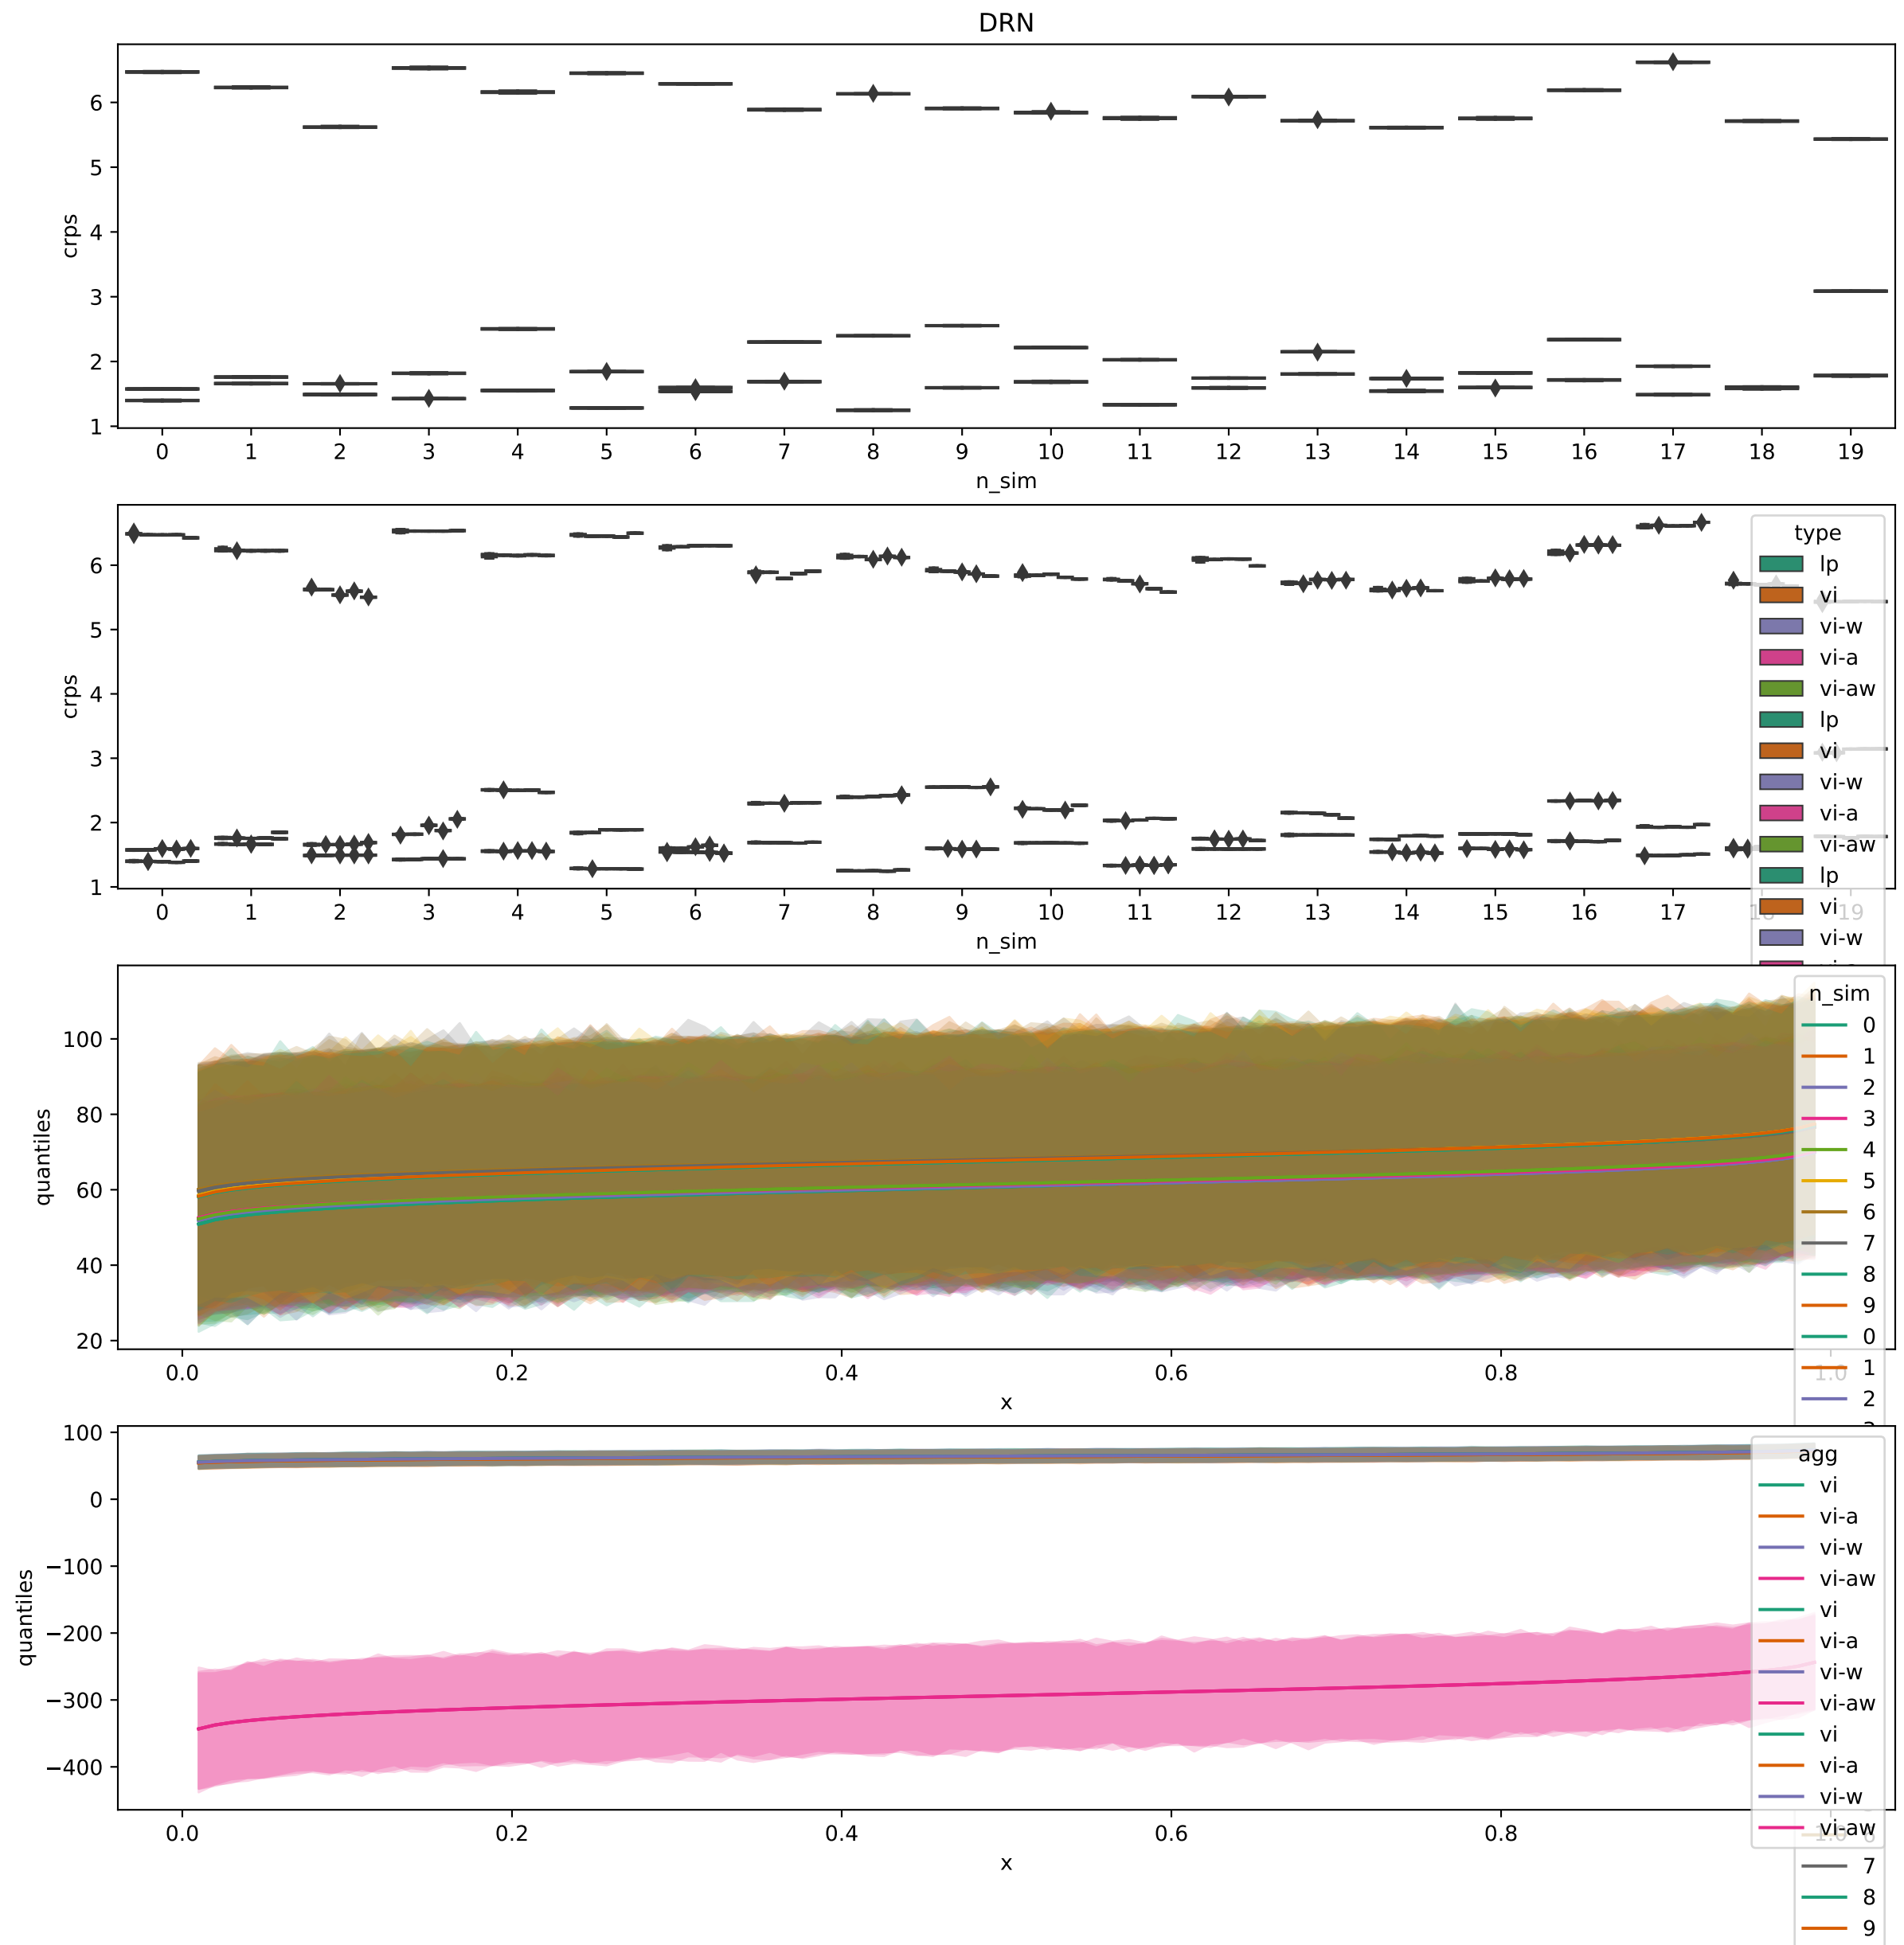 DRN
6
5
4
3
2
1
crps
0 1 2 3 4 5 6 7 8 9 10 11 12 13 14 15 16 17 18 19
n_sim
6
5
4
3
2
1
crps
0 1 2 3 4 5 6 7 8 9 10 11 12 13 14 15 16 17 19
n_sim
type
lp
vi
vi-w
vi-a
vi-aw
lp
vi
vi-w
vi-a
vi-aw
lp
vi
vi-w
100
80
60
40
20
quantiles
0.0 0.2 0.4 0.6 0.8 1.0
x
n_sim
0
1
2
3
4
5
6
7
8
9
0
1
2
100
0
−100
−200
−300
−400
quantiles
0.0 0.2 0.4 0.6 0.8
x
agg
vi
vi-a
vi-w
vi-aw
vi
vi-a
vi-w
vi-aw
vi
vi-a
vi-w
vi-aw
7
8
9